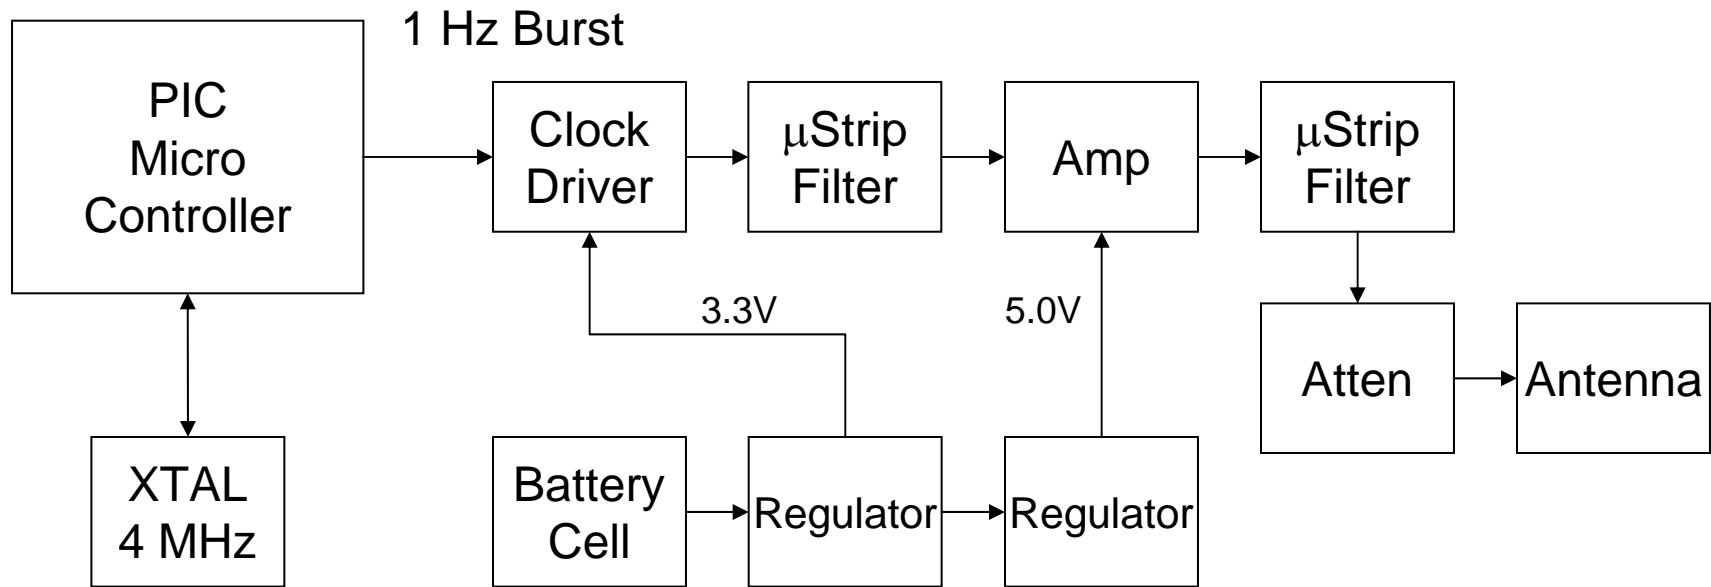 1 Hz Burst
PIC
Micro
Controller
Clock
Driver
μStrip
Filter
Amp
μStrip
Filter
3.3V
5.0V
Atten
Antenna
XTAL
4 MHz
Battery
Cell
Regulator
Regulator